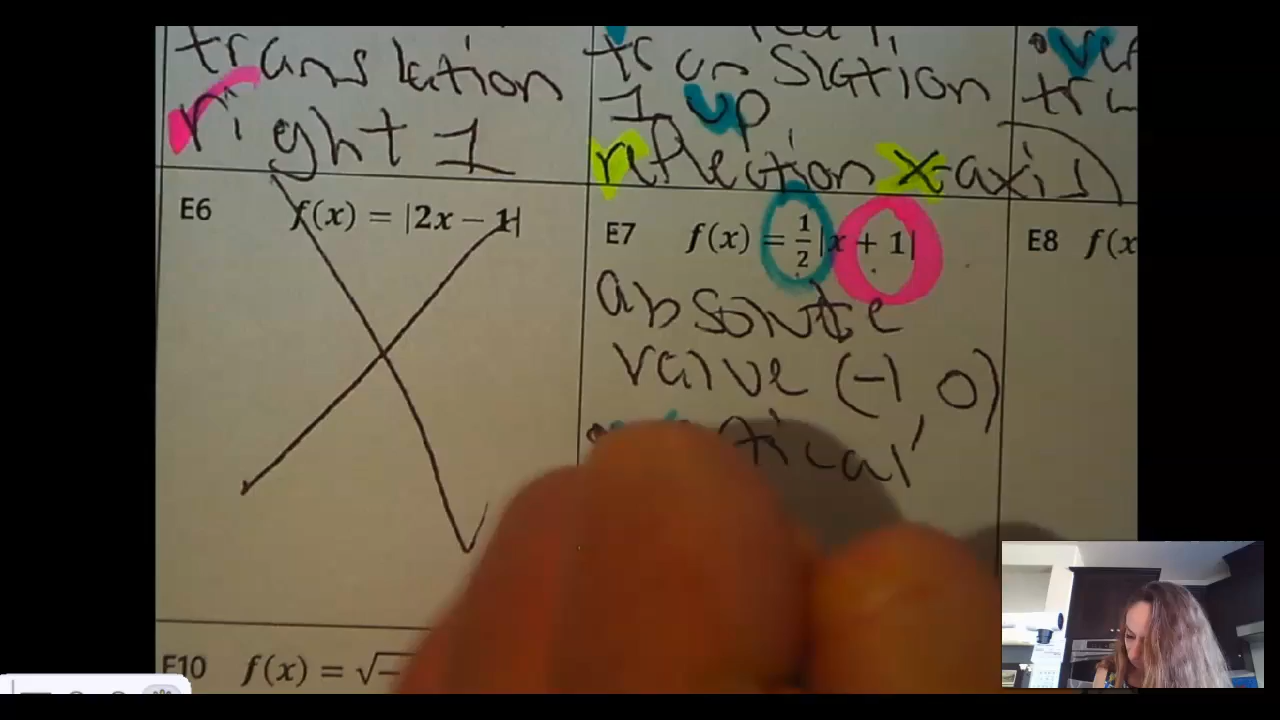 translation
right 1
translation
1 up
reflection x-axis
E6 f(x) = |2x − 1|
E7 f(x) = 1/2|x + 1|
absolute
value (-1, 0)
E8 f(x
E10 f(x) = √−